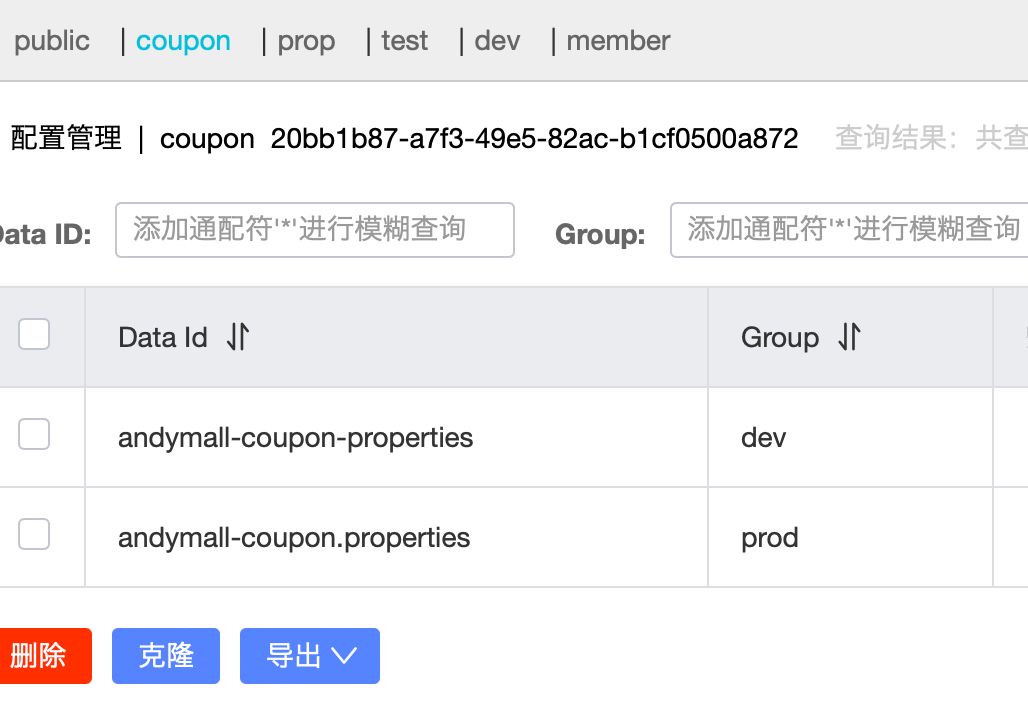 public | coupon | prop | test | dev | member
配置管理 | coupon 20bb1b87-a7f3-49e5-82ac-b1cf0500a872 查询结果：共查
Data ID: 添加通配符'*'进行模糊查询 Group: 添加通配符'*'进行模糊查询
Data Id Group
andymall-coupon-properties dev
andymall-coupon.properties prod
删除 克隆 导出